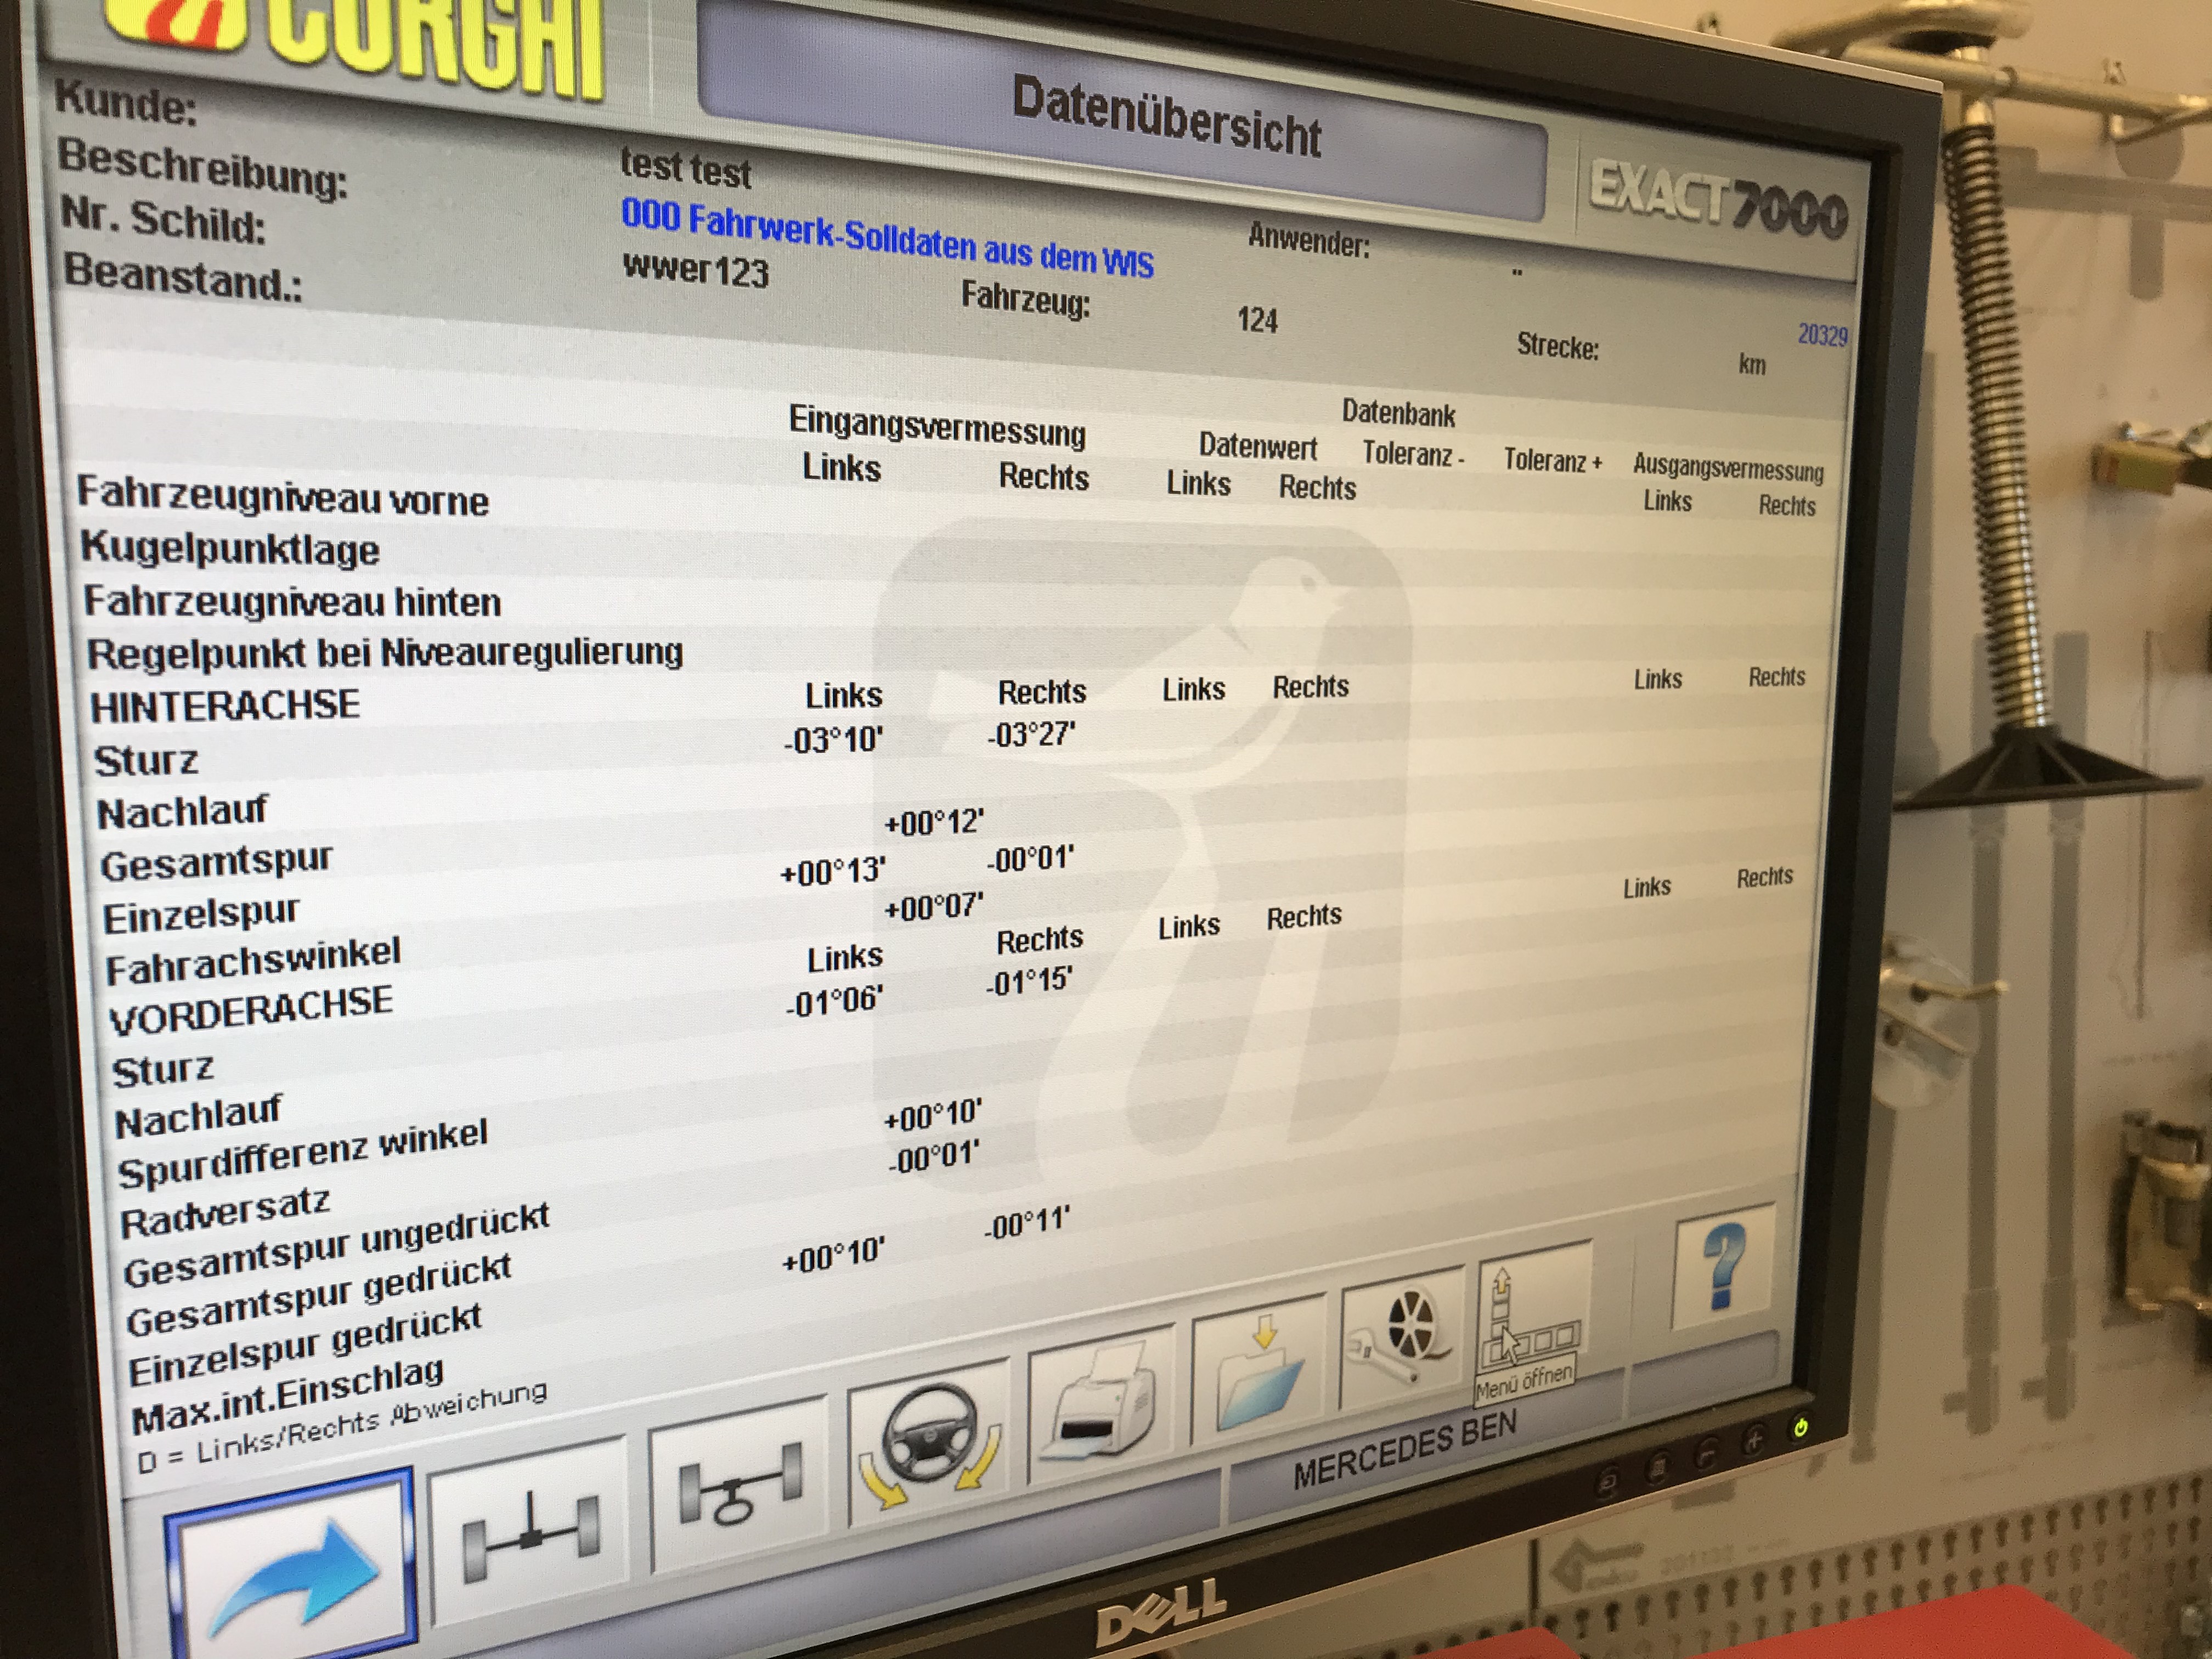 CORGHI
Datenübersicht
EXACT7000
Kunde:
test test
Anwender:
..
Beschreibung:
000 Fahrwerk-Solldaten aus dem WIS
20329
Nr. Schild:
wwer123
Fahrzeug:
124
Strecke:
km
Beanstand.:
Eingangsvermessung
Datenbank
Datenwert
Toleranz -
Toleranz +
Ausgangsvermessung
Links Rechts Links Rechts Links Rechts
Fahrzeugniveau vorne
Kugelpunktlage
Fahrzeugniveau hinten
Regelpunkt bei Niveauregulierung
HINTERACHSE Links Rechts Links Rechts Links Rechts
Sturz -03°10' -03°27'
Nachlauf
Gesamtspur +00°12'
Einzelspur +00°13' -00°01'
Fahrachswinkel +00°07'
VORDERACHSE Links Rechts Links Rechts Links Rechts
Sturz -01°06' -01°15'
Nachlauf
Spurdifferenz winkel
Radversatz +00°10'
Gesamtspur ungedrückt -00°01'
Gesamtspur gedrückt
Einzelspur gedrückt +00°10' -00°11'
Max.int.Einschlag
D = Links/Rechts Abweichung
?
Menü öffnen
MERCEDES BEN
DELL